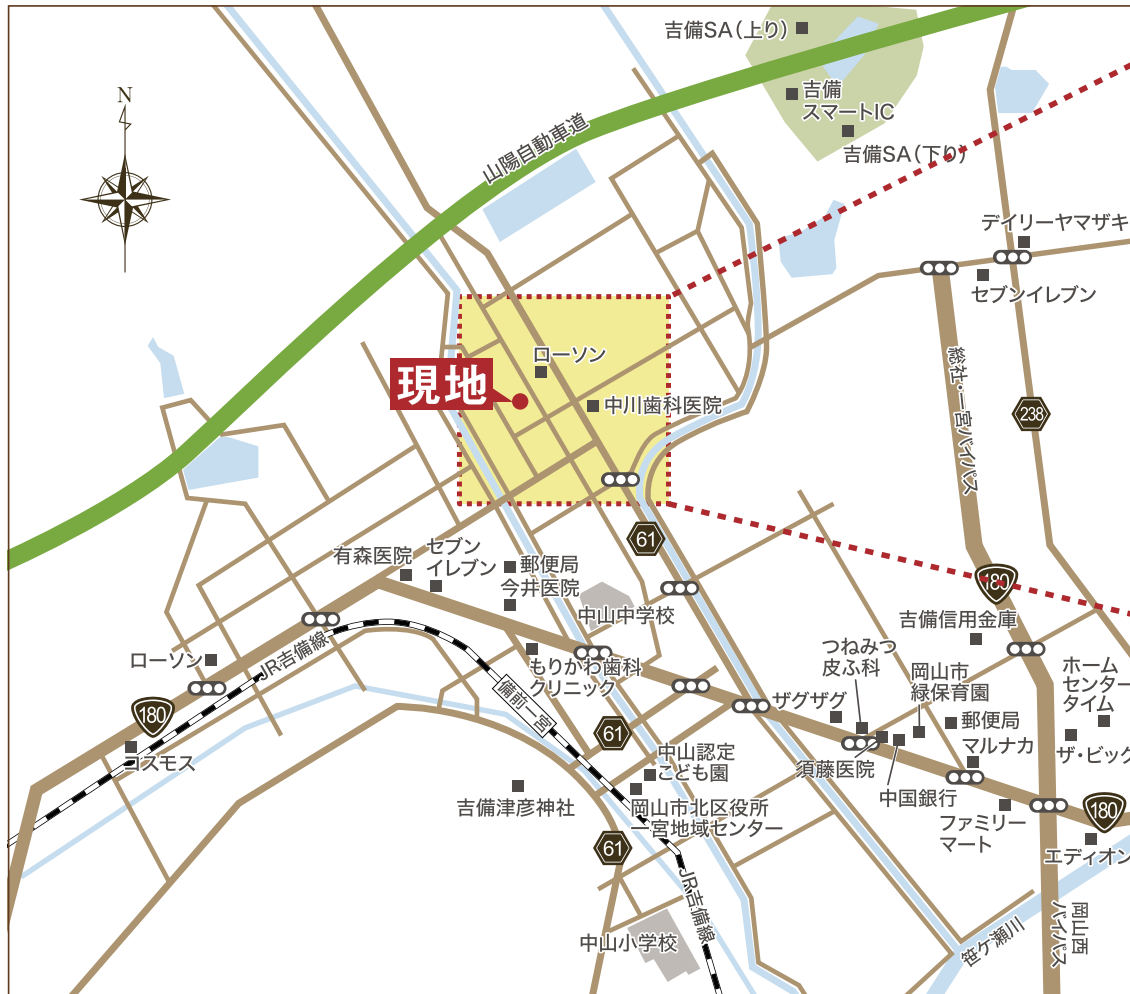 吉備SA（上り）
吉備
スマートIC
吉備SA（下り）
N
山陽自動車道
デイリーヤマザキ
セブンイレブン
ローソン
総社・一宮バイパス
現地
中川歯科医院
238
61
有森医院
セブン
イレブン
郵便局
今井医院
中山中学校
180
吉備信用金庫
JR吉備線
ローソン
もりかわ歯科
クリニック
つねみつ
皮ふ科
岡山市
緑保育園
ホーム
センター
タイム
備前一宮
180
ザグザグ
郵便局
61
マルナカ
ザ・ビッグ
コスモス
中山認定
こども園
須藤医院
中国銀行
吉備津彦神社
岡山市北区役所
一宮地域センター
ファミリー
マート
180
61
エディオン
JR吉備線
中山小学校
笹ケ瀬川
岡山西
バイパス